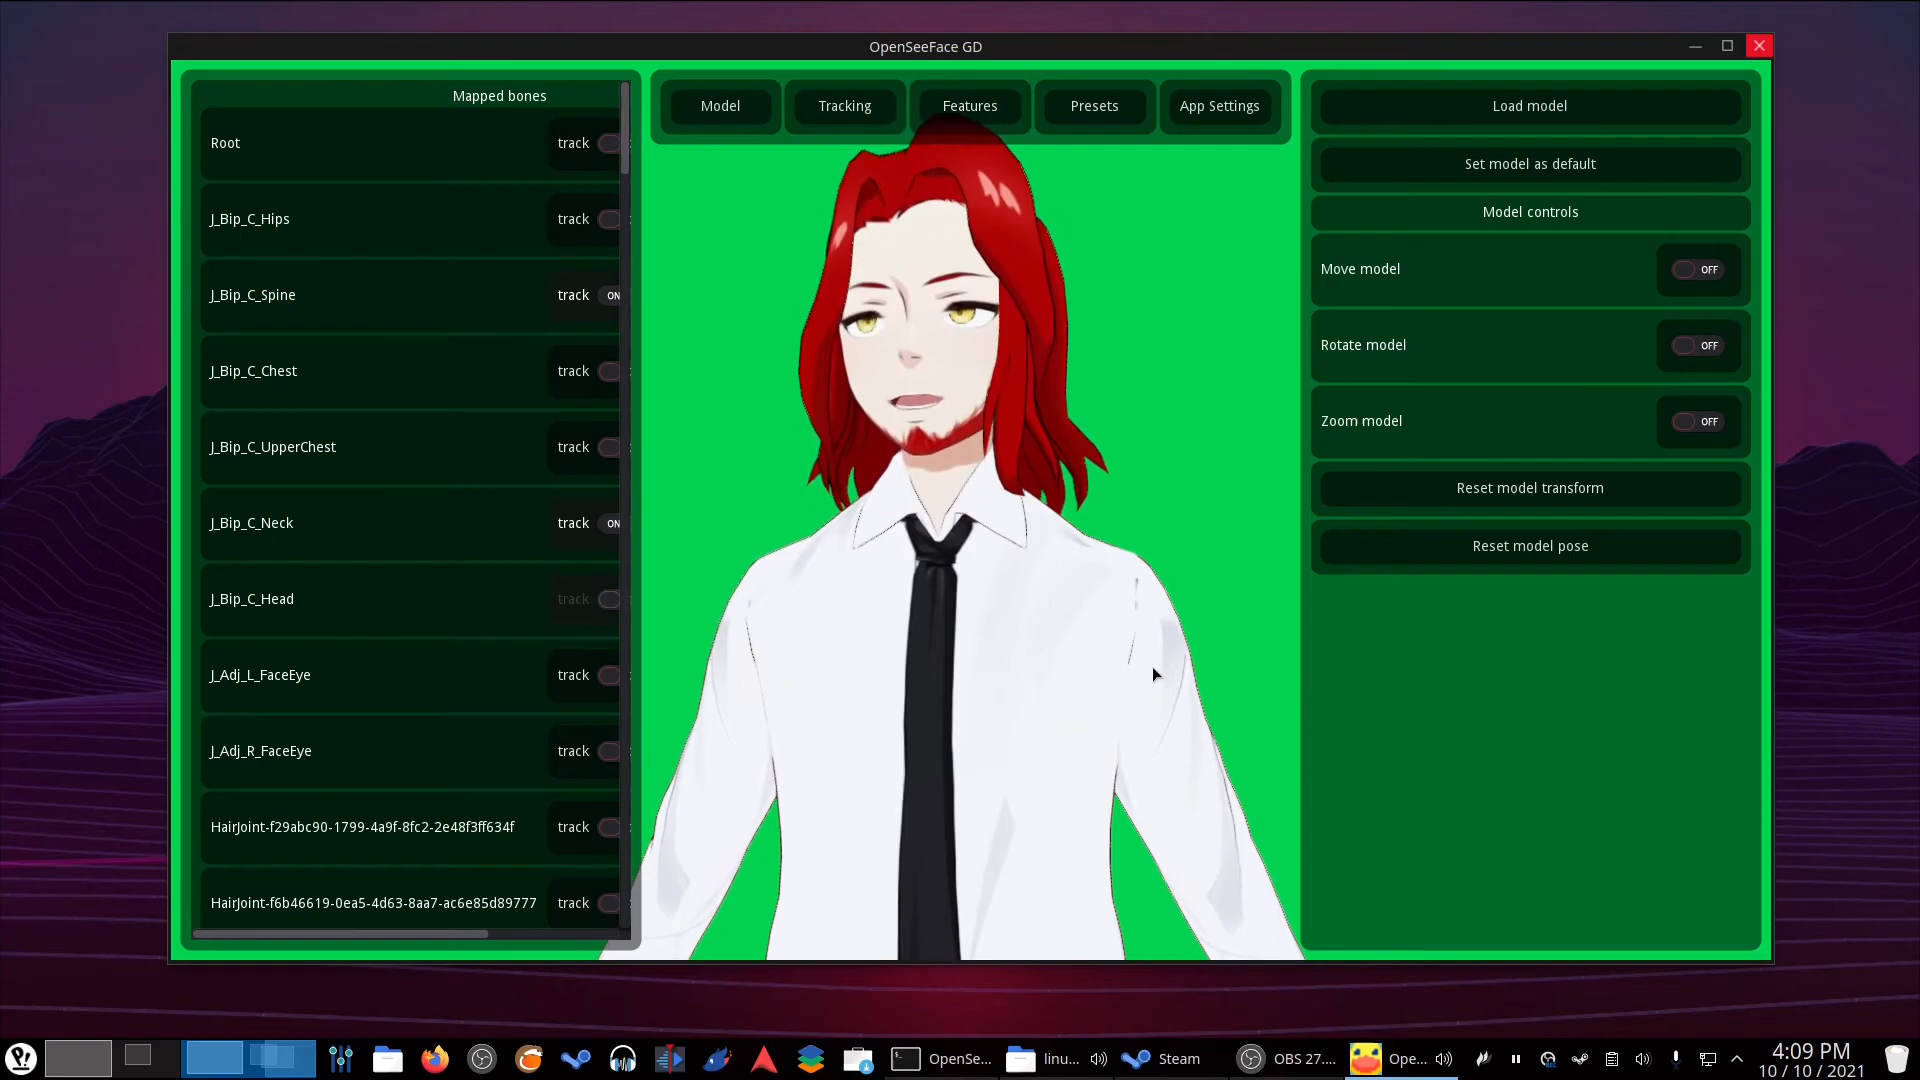 OpenSeeFace GD
Mapped bones
Root
track
J_Bip_C_Hips
track
J_Bip_C_Spine
track
ON
J_Bip_C_Chest
track
J_Bip_C_UpperChest
track
J_Bip_C_Neck
track
ON
J_Bip_C_Head
track
J_Adj_L_FaceEye
track
J_Adj_R_FaceEye
track
HairJoint-f29abc90-1799-4a9f-8fc2-2e48f3ff634f
track
HairJoint-f6b46619-0ea5-4d63-8aa7-ac6e85d89777
track
Model
Tracking
Features
Presets
App Settings
Load model
Set model as default
Model controls
Move model
OFF
Rotate model
OFF
Zoom model
OFF
Reset model transform
Reset model pose
OpenSe...
linu...
Steam
OBS 27....
Ope...
4:09 PM
10 / 10 / 2021